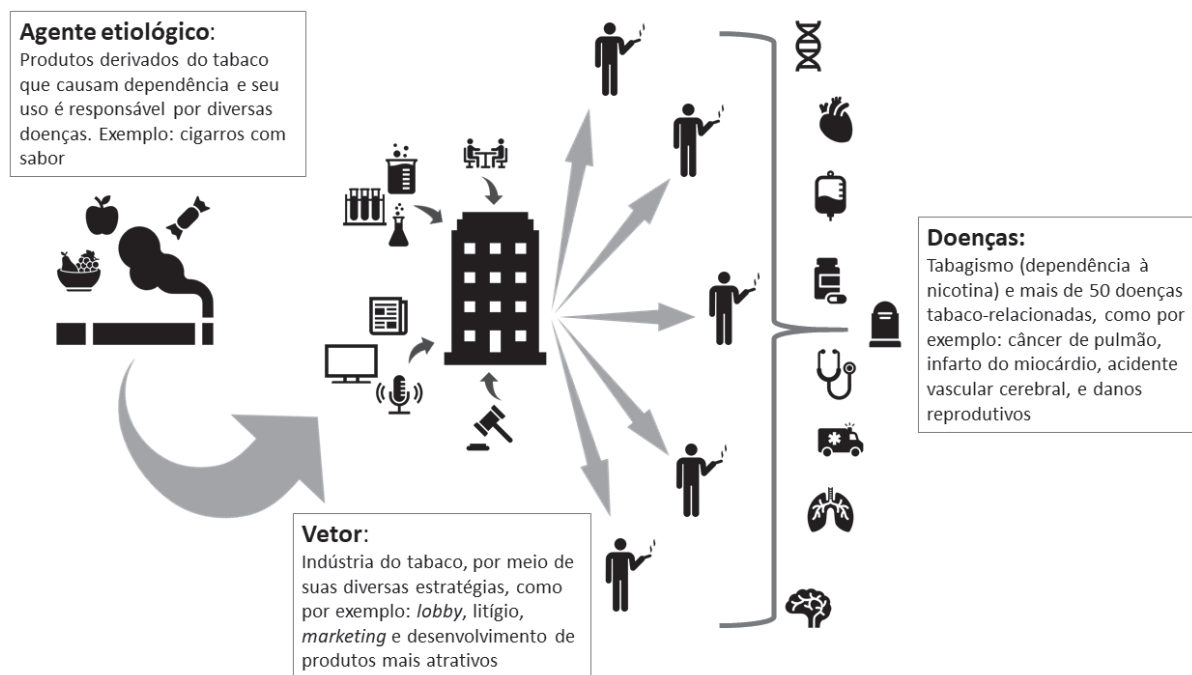 Agente etiológico:
Produtos derivados do tabaco
que causam dependência e seu
uso é responsável por diversas
doenças. Exemplo: cigarros com
sabor
Doenças:
Tabagismo (dependência à
nicotina) e mais de 50 doenças
tabaco-relacionadas, como por
exemplo: câncer de pulmão,
infarto do miocárdio, acidente
vascular cerebral, e danos
reprodutivos
Vetor:
Indústria do tabaco, por meio de
suas diversas estratégias, como
por exemplo: lobby, litígio,
marketing e desenvolvimento de
produtos mais atrativos